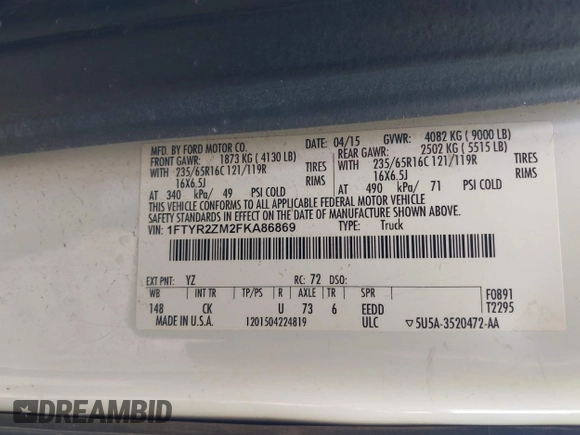 MFD. BY FORD MOTOR CO.
DATE: 04/15 GVWR: 4082 KG ( 9000 LB)
FRONT GAWR: 1873 KG ( 4130 LB) REAR GAWR: 2502 KG ( 5515 LB)
WITH 235/65R16C 121/119R TIRES WITH 235/65R16C 121/119R TIRES
16X6.5J RIMS 16X6.5J RIMS
AT 340 kPa/ 49 PSI COLD AT 490 kPa/ 71 PSI COLD
THIS VEHICLE CONFORMS TO ALL APPLICABLE FEDERAL MOTOR VEHICLE
SAFETY STANDARDS IN EFFECT ON THE DATE OF MANUFACTURE SHOWN ABOVE.
VIN: 1FTYR2ZM2FKA86869 TYPE: Truck
EXT PNT: YZ RC: 72 DSO:
WB INT TR TP/PS R AXLE TR SPR F0891
148 CK U 73 6 EEDD T2295
MADE IN U.S.A. 1201504224819 ULC ▽5U5A-3520472-AA
DREAMBID